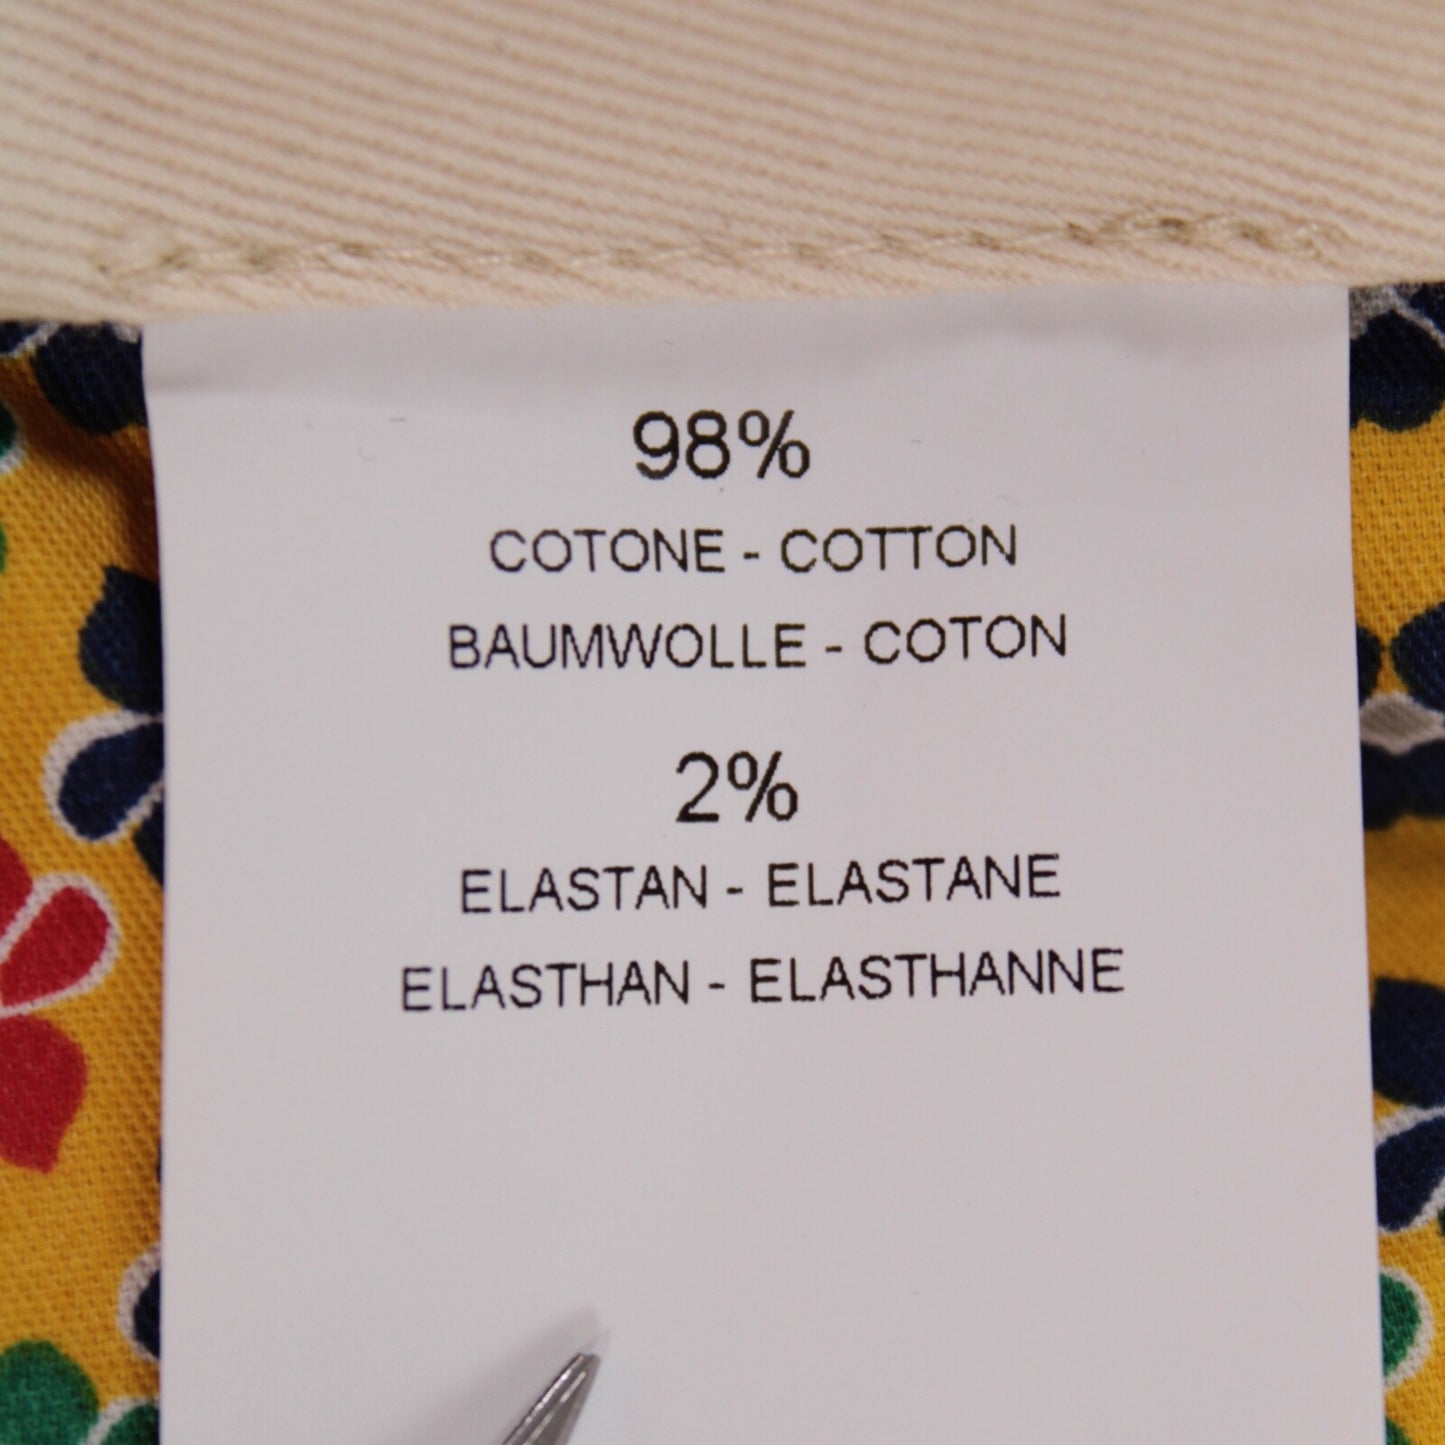 98%
COTONE - COTTON
BAUMWOLLE - COTON
2%
ELASTAN - ELASTANE
ELASTHAN - ELASTHANNE